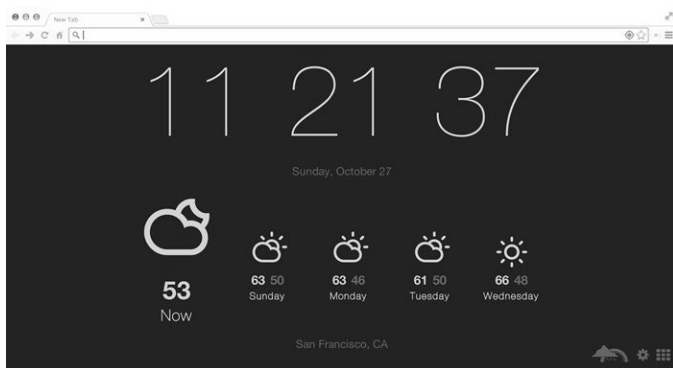 New Tab
11 21 37
Sunday, October 27
63 50 63 46 61 50 66 48
Sunday Monday Tuesday Wednesday
53
Now
San Francisco, CA